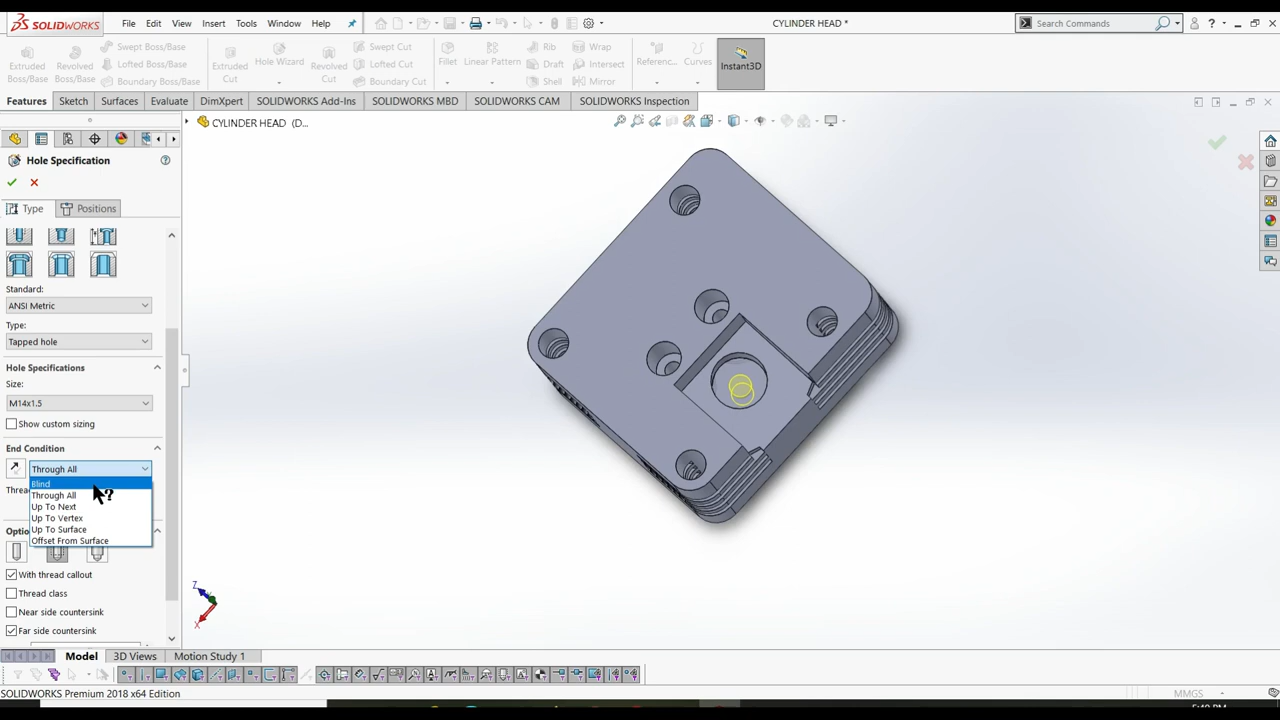 SOLIDWORKS
File Edit View Insert Tools Window Help
CYLINDER HEAD *
Search Commands
Extruded Boss/Base
Revolved Boss/Base
Swept Boss/Base
Lofted Boss/Base
Boundary Boss/Base
Extruded Cut
Hole Wizard
Revolved Cut
Swept Cut
Lofted Cut
Boundary Cut
Fillet
Linear Pattern
Rib
Draft
Shell
Wrap
Intersect
Mirror
Referenc...
Curves
Instant3D
Features Sketch Surfaces Evaluate DimXpert SOLIDWORKS Add-Ins SOLIDWORKS MBD SOLIDWORKS CAM SOLIDWORKS Inspection
CYLINDER HEAD (D...
Hole Specification
Type Positions
Standard:
ANSI Metric
Type:
Tapped hole
Hole Specifications
Size:
M14x1.5
Show custom sizing
End Condition
Through All
Blind
Through All
Up To Next
Up To Vertex
Up To Surface
Offset From Surface
With thread callout
Thread class
Near side countersink
Far side countersink
Z
X
Model 3D Views Motion Study 1
SOLIDWORKS Premium 2018 x64 Edition
MMGS